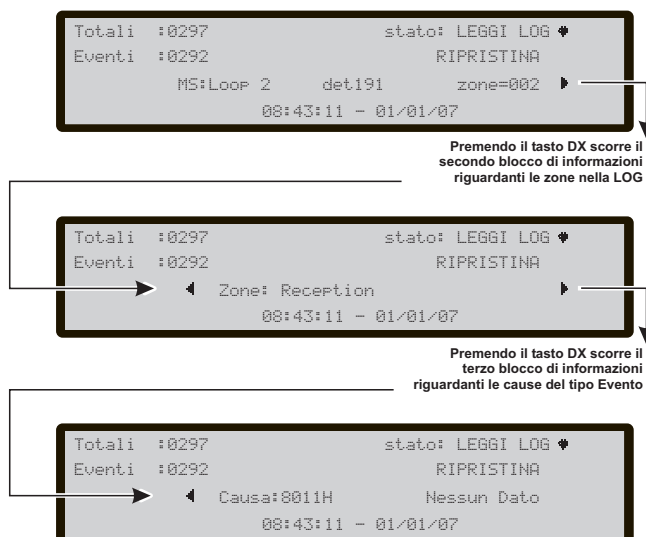 Totali :0297 stato: LEGGI LOG
Eventi :0292 RIPRISTINA
MS:Loop 2 det191 zone=002
08:43:11 - 01/01/07
Premendo il tasto DX scorre il
secondo blocco di informazioni
riguardanti le zone nella LOG
Totali :0297 stato: LEGGI LOG
Eventi :0292 RIPRISTINA
Zone: Reception
08:43:11 - 01/01/07
Premendo il tasto DX scorre il
terzo blocco di informazioni
riguardanti le cause del tipo Evento
Totali :0297 stato: LEGGI LOG
Eventi :0292 RIPRISTINA
Causa:8011H Nessun Dato
08:43:11 - 01/01/07